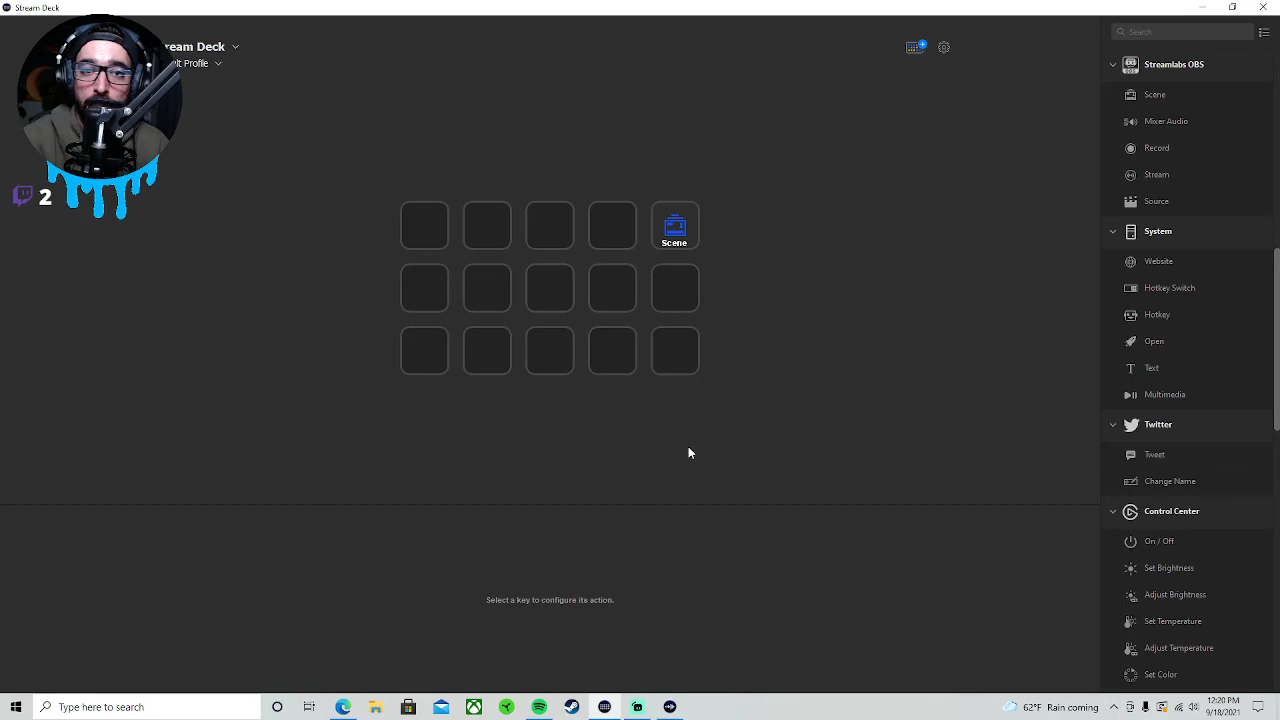 Stream Deck
ream Deck
lt Profile
2
Scene
Select a key to configure its action.
Search
Streamlabs OBS
Scene
Mixer Audio
Record
Stream
Source
System
Website
Hotkey Switch
Hotkey
Open
Text
Multimedia
Twitter
Tweet
Change Name
Control Center
On / Off
Set Brightness
Adjust Brightness
Set Temperature
Adjust Temperature
Set Color
Type here to search
62°F Rain coming
12:20 PM
9/18/2021